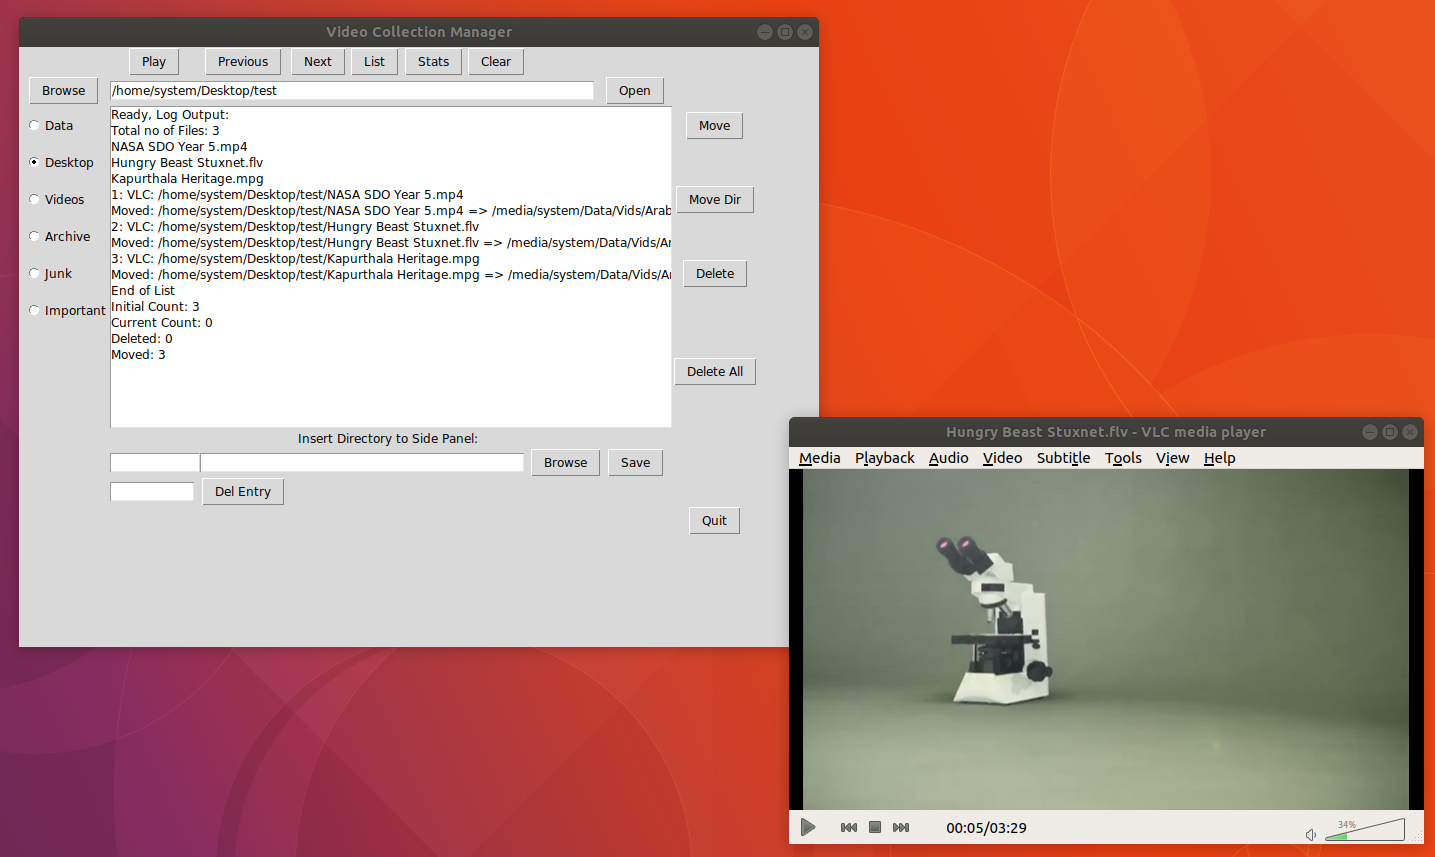 Video Collection Manager
Play Previous Next List Stats Clear
Browse /home/system/Desktop/test Open
Data
Desktop
Videos
Archive
Junk
Important
Ready, Log Output:
Total no of Files: 3
NASA SDO Year 5.mp4
Hungry Beast Stuxnet.flv
Kapurthala Heritage.mpg
1: VLC: /home/system/Desktop/test/NASA SDO Year 5.mp4
Moved: /home/system/Desktop/test/NASA SDO Year 5.mp4 => /media/system/Data/Vids/Arab
2: VLC: /home/system/Desktop/test/Hungry Beast Stuxnet.flv
Moved: /home/system/Desktop/test/Hungry Beast Stuxnet.flv => /media/system/Data/Vids/Ar
3: VLC: /home/system/Desktop/test/Kapurthala Heritage.mpg
Moved: /home/system/Desktop/test/Kapurthala Heritage.mpg => /media/system/Data/Vids/Ar
End of List
Initial Count: 3
Current Count: 0
Deleted: 0
Moved: 3
Move
Move Dir
Delete
Delete All
Insert Directory to Side Panel:
Browse Save
Del Entry
Quit
Hungry Beast Stuxnet.flv - VLC media player
Media Playback Audio Video Subtitle Tools View Help
00:05/03:29
34%